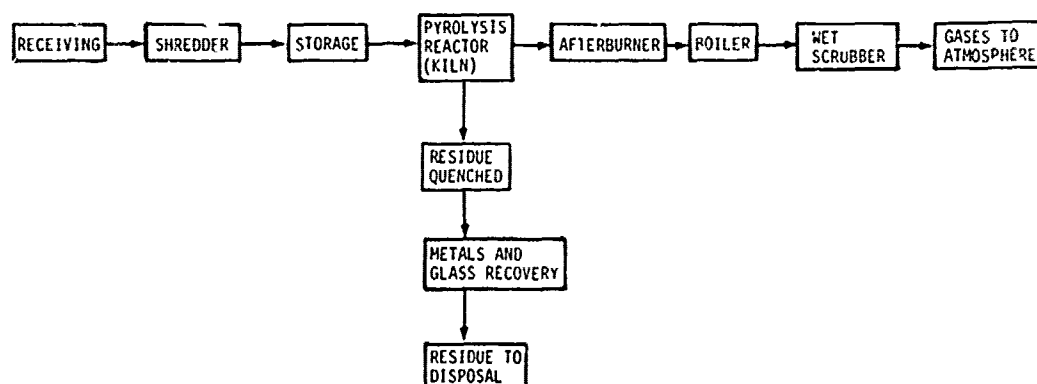 RECEIVING
SHREDDER
STORAGE
PYROLYSIS
REACTOR
(KILN)
AFTERBURNER
BOILER
WET
SCRUBBER
GASES TO
ATMOSPHERE
RESIDUE
QUENCHED
METALS AND
GLASS RECOVERY
RESIDUE TO
DISPOSAL